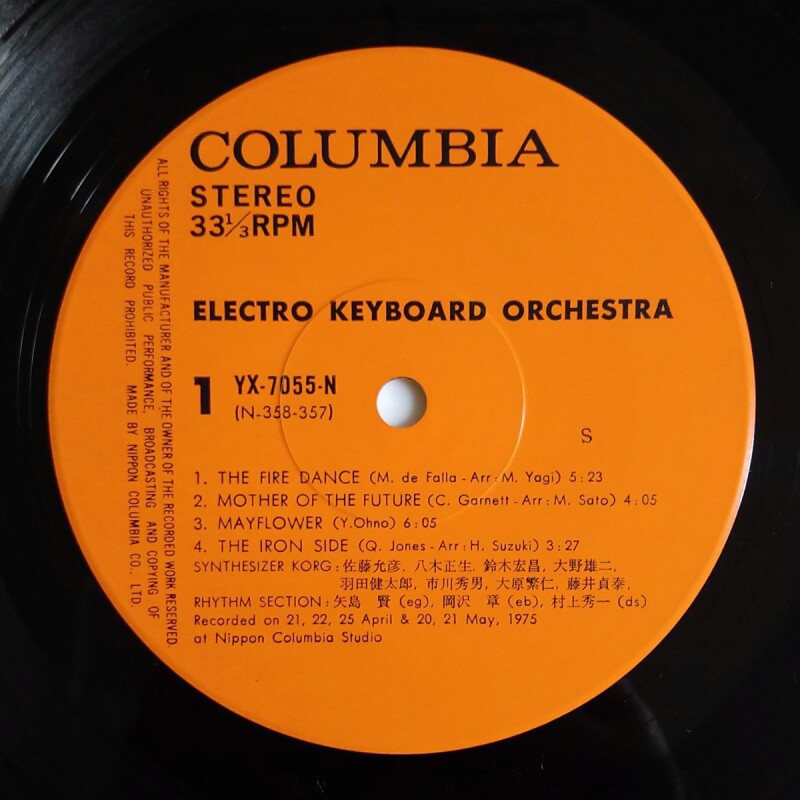 COLUMBIA
STEREO
33⅓RPM
ALL RIGHTS OF THE MANUFACTURER AND OF THE OWNER OF THE RECORDED WORK RESERVED.
UNAUTHORIZED PUBLIC PERFORMANCE, BROADCASTING AND COPYING OF
THIS RECORD PROHIBITED. MADE BY NIPPON COLUMBIA CO., LTD.
ELECTRO KEYBOARD ORCHESTRA
1 YX-7055-N
(N-358-357)
S
1. THE FIRE DANCE (M. de Falla-Arr:M. Yagi) 5:23
2. MOTHER OF THE FUTURE (C. Garnett-Arr:M. Sato) 4:05
3. MAYFLOWER (Y.Ohno) 6:05
4. THE IRON SIDE (Q. Jones-Arr:H. Suzuki) 3:27
SYNTHESIZER KORG:佐藤允彦, 八木正生, 鈴木宏昌, 大野雄二,
羽田健太郎, 市川秀男, 大原繁仁, 藤井貞泰,
RHYTHM SECTION:矢島 賢(eg), 岡沢 章(eb), 村上秀一(ds)
Recorded on 21, 22, 25 April & 20, 21 May, 1975
at Nippon Columbia Studio